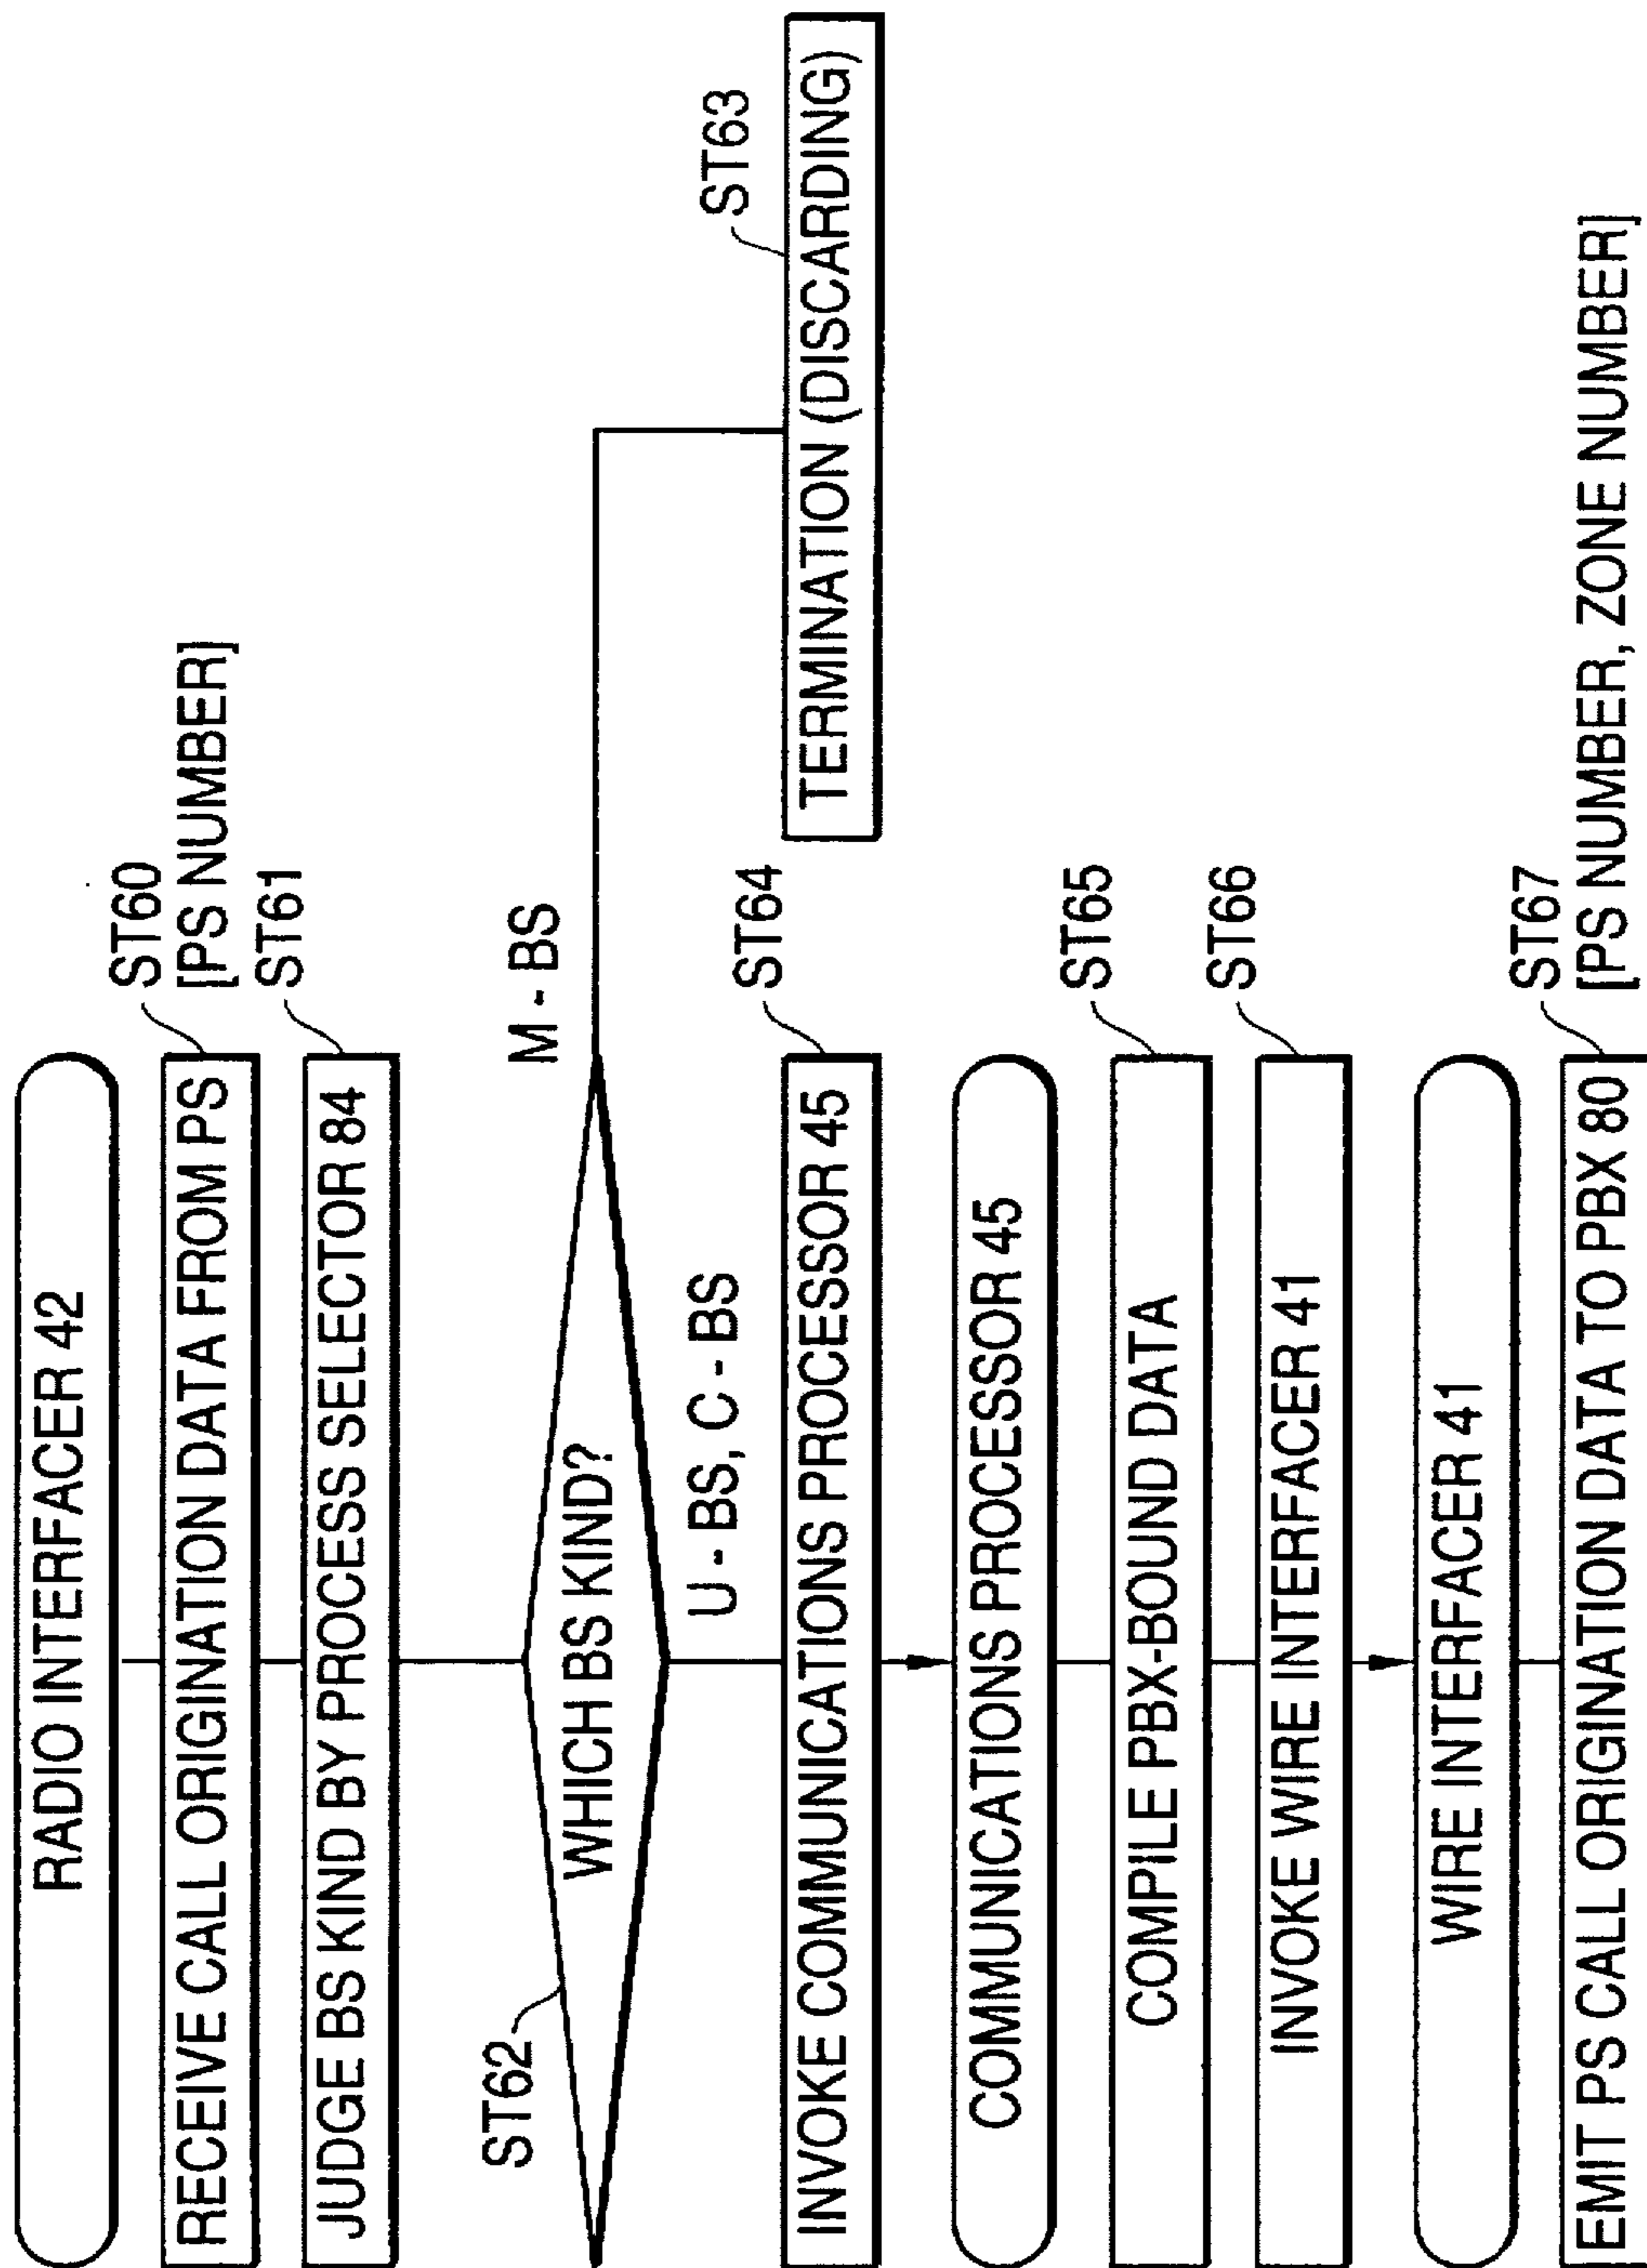 RADIO INTERFACER 42
ST60
RECEIVE CALL ORIGINATION DATA FROM PS
[PS NUMBER]
ST61
JUDGE BS KIND BY PROCESS SELECTOR 84
ST62
WHICH BS KIND?
M - BS
U - BS, C - BS
ST63
TERMINATION (DISCARDING)
ST64
INVOKE COMMUNICATIONS PROCESSOR 45
COMMUNICATIONS PROCESSOR 45
ST65
COMPILE PBX-BOUND DATA
ST66
INVOKE WIRE INTERFACER 41
WIRE INTERFACER 41
ST67
EMIT PS CALL ORIGINATION DATA TO PBX 80
[PS NUMBER, ZONE NUMBER]